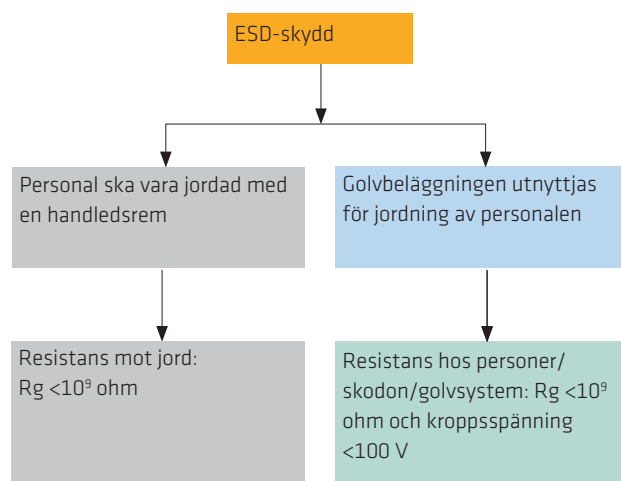 ESD-skydd
Personal ska vara jordad med
en handledsrem
Golvbeläggningen utnyttjas
för jordning av personalen
Resistans mot jord:
Rg <10⁹ ohm
Resistans hos personer/
skodon/golvsystem: Rg <10⁹
ohm och kroppsspänning
<100 V